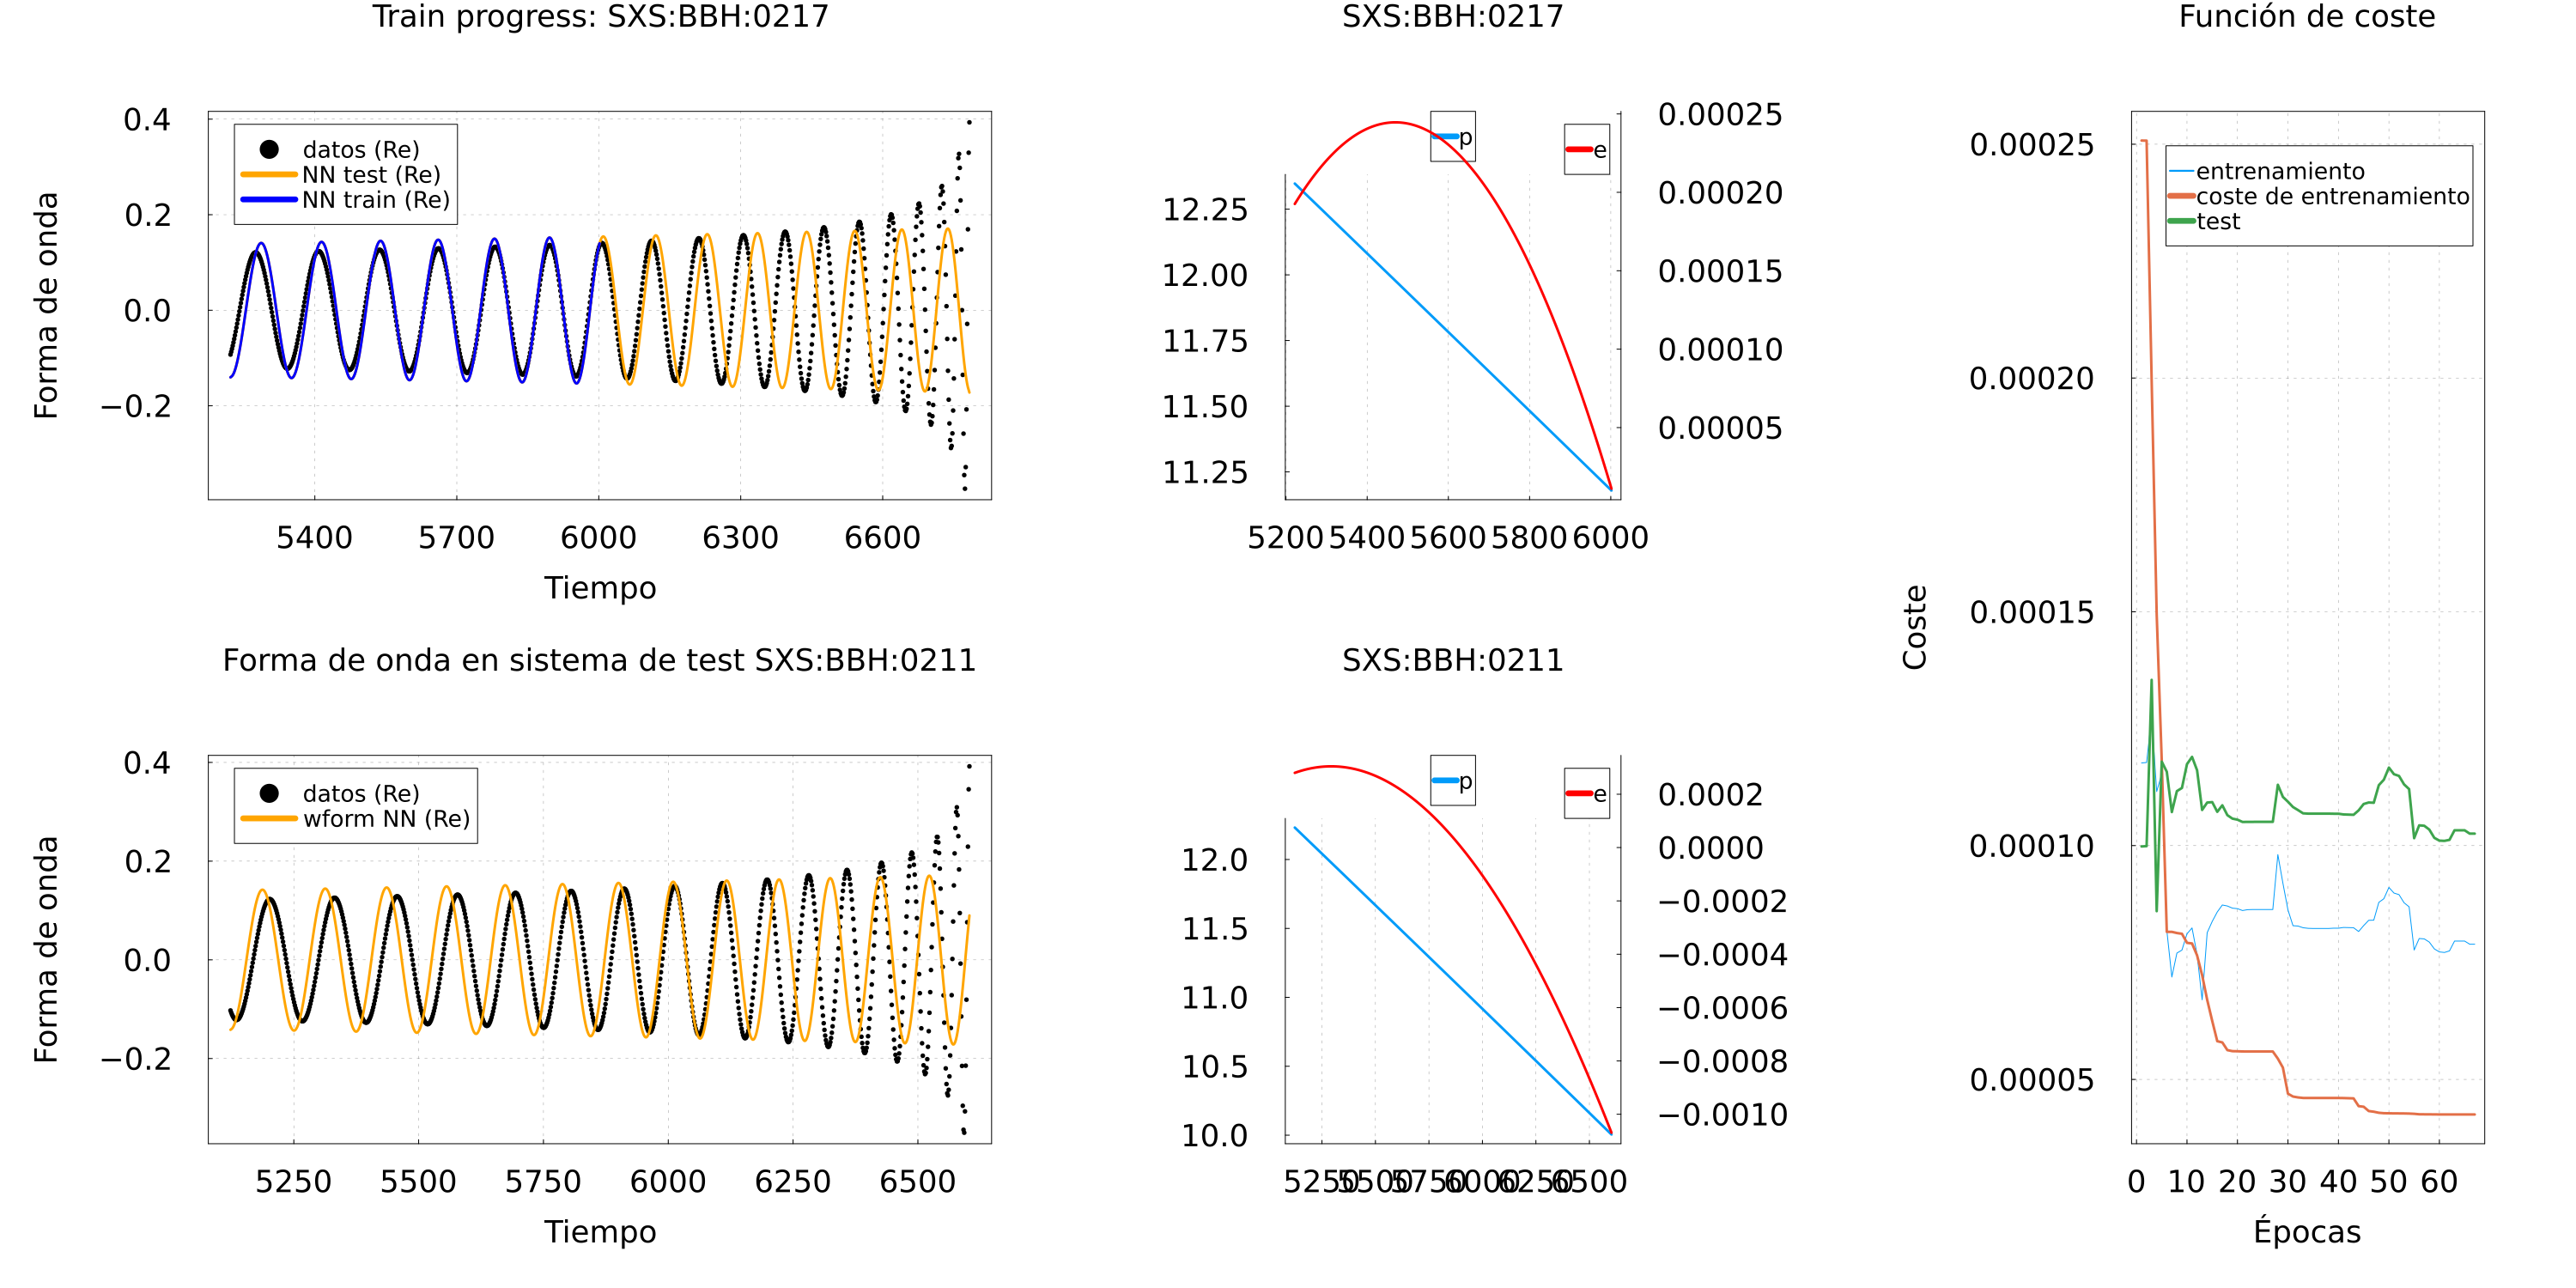 Train progress: SXS:BBH:0217
0.4
0.2
0.0
−0.2
Forma de onda
datos (Re)
NN test (Re)
NN train (Re)
5400 5700 6000 6300 6600
Tiempo
SXS:BBH:0217
12.25
12.00
11.75
11.50
11.25
p
e
0.00025
0.00020
0.00015
0.00010
0.00005
5200 5400 5600 5800 6000
Forma de onda en sistema de test SXS:BBH:0211
0.4
0.2
0.0
−0.2
Forma de onda
datos (Re)
wform NN (Re)
5250 5500 5750 6000 6250 6500
Tiempo
SXS:BBH:0211
12.0
11.5
11.0
10.5
10.0
p
e
0.0002
0.0000
−0.0002
−0.0004
−0.0006
−0.0008
−0.0010
5250 5500 5750 6000 6250 6500
Función de coste
0.00025
0.00020
0.00015
0.00010
0.00005
Coste
entrenamiento
coste de entrenamiento
test
0 10 20 30 40 50 60
Épocas